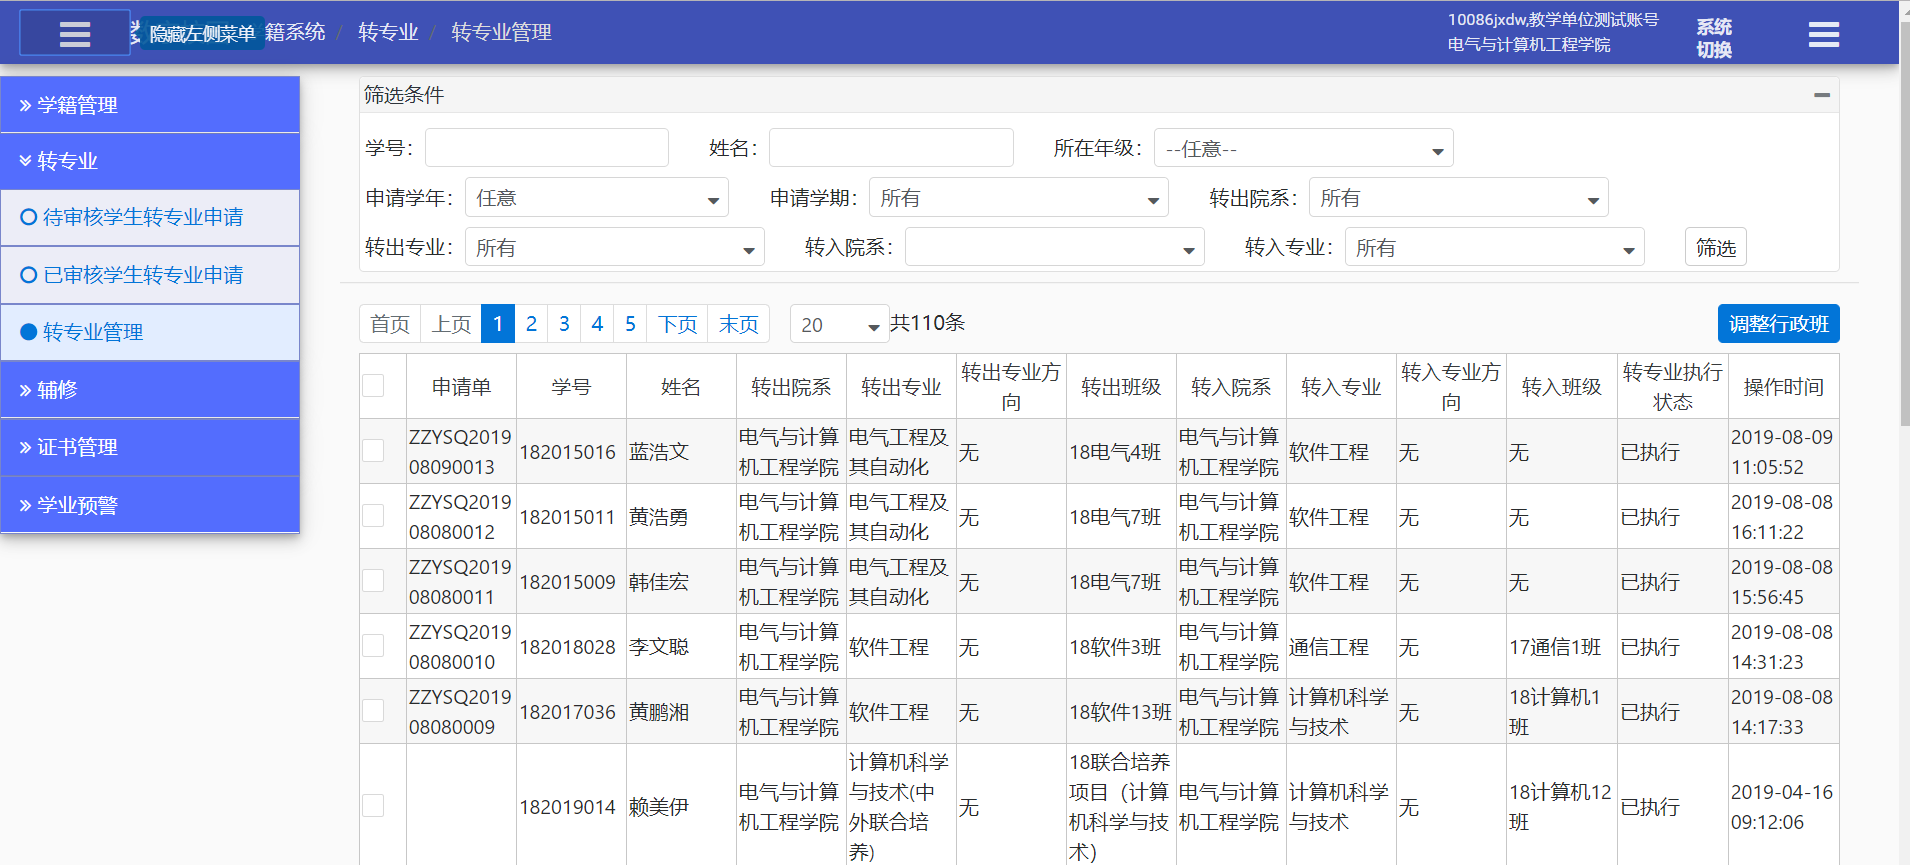 隐藏左侧菜单 籍系统 / 转专业 / 转专业管理
10086jxdw,教学单位测试账号
电气与计算机工程学院
系统
切换
学籍管理
转专业
待审核学生转专业申请
已审核学生转专业申请
转专业管理
辅修
证书管理
学业预警
筛选条件
学号： 姓名： 所在年级： --任意--
申请学年： 任意 申请学期： 所有 转出院系： 所有
转出专业： 所有 转入院系： 转入专业： 所有 筛选
首页 上页 1 2 3 4 5 下页 末页 20 共110条 调整行政班
申请单 学号 姓名 转出院系 转出专业 转出专业方向 转出班级 转入院系 转入专业 转入专业方向 转入班级 转专业执行状态 操作时间
ZZYSQ201908090013 182015016 蓝浩文 电气与计算机工程学院 电气工程及其自动化 无 18电气4班 电气与计算机工程学院 软件工程 无 无 已执行 2019-08-09 11:05:52
ZZYSQ201908080012 182015011 黄浩勇 电气与计算机工程学院 电气工程及其自动化 无 18电气7班 电气与计算机工程学院 软件工程 无 无 已执行 2019-08-08 16:11:22
ZZYSQ201908080011 182015009 韩佳宏 电气与计算机工程学院 电气工程及其自动化 无 18电气7班 电气与计算机工程学院 软件工程 无 无 已执行 2019-08-08 15:56:45
ZZYSQ201908080010 182018028 李文聪 电气与计算机工程学院 软件工程 无 18软件3班 电气与计算机工程学院 通信工程 无 17通信1班 已执行 2019-08-08 14:31:23
ZZYSQ201908080009 182017036 黄鹏湘 电气与计算机工程学院 软件工程 无 18软件13班 电气与计算机工程学院 计算机科学与技术 无 18计算机1班 已执行 2019-08-08 14:17:33
182019014 赖美伊 电气与计算机工程学院 计算机科学与技术(中外联合培养) 无 18联合培养项目（计算机科学与技术） 电气与计算机工程学院 计算机科学与技术 无 18计算机12班 已执行 2019-04-16 09:12:06